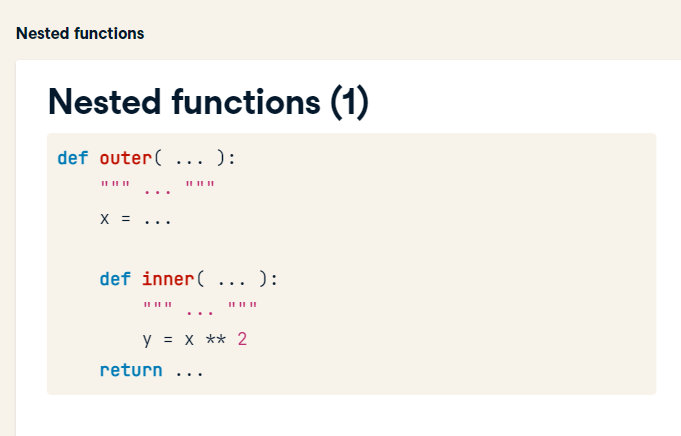 Nested functions
Nested functions (1)
def outer( ... ):
    """ ... """
    x = ...

    def inner( ... ):
        """ ... """
        y = x ** 2
    return ...